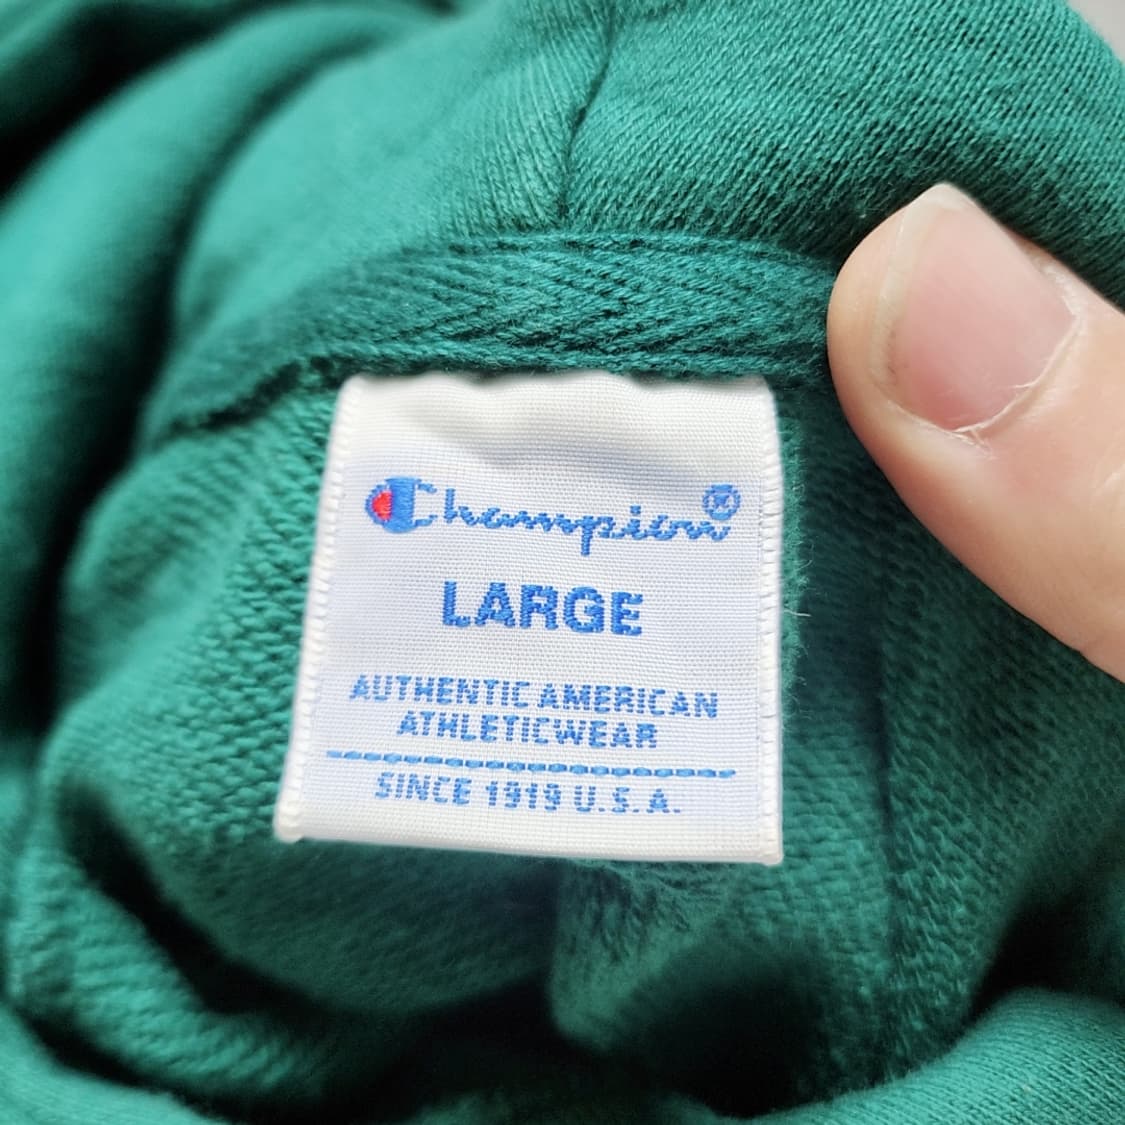 Champion®
LARGE
AUTHENTIC AMERICAN
ATHLETICWEAR
SINCE 1919 U.S.A.